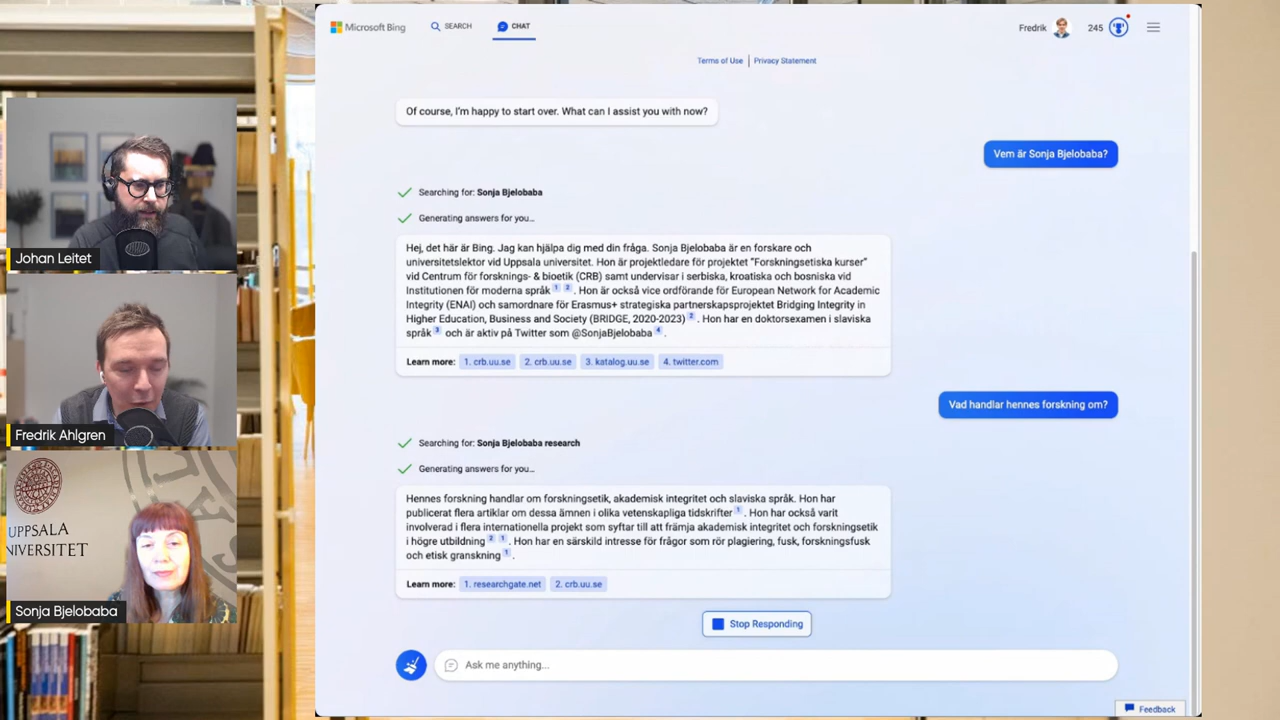 Microsoft Bing
SEARCH
CHAT
Fredrik
245
Terms of Use | Privacy Statement
Of course, I'm happy to start over. What can I assist you with now?
Vem är Sonja Bjelobaba?
Searching for: Sonja Bjelobaba
Generating answers for you...
Hej, det här är Bing. Jag kan hjälpa dig med din fråga. Sonja Bjelobaba är en forskare och
universitetslektor vid Uppsala universitet. Hon är projektledare för projektet "Forskningsetiska kurser"
vid Centrum för forsknings- & bioetik (CRB) samt undervisar i serbiska, kroatiska och bosniska vid
Institutionen för moderna språk 1 2 . Hon är också vice ordförande för European Network for Academic
Integrity (ENAI) och samordnare för Erasmus+ strategiska partnerskapsprojektet Bridging Integrity in
Higher Education, Business and Society (BRIDGE, 2020-2023) 2 . Hon har en doktorsexamen i slaviska
språk 3 och är aktiv på Twitter som @SonjaBjelobaba 4 .
Learn more: 1. crb.uu.se 2. crb.uu.se 3. katalog.uu.se 4. twitter.com
Vad handlar hennes forskning om?
Searching for: Sonja Bjelobaba research
Generating answers for you...
Hennes forskning handlar om forskningsetik, akademisk integritet och slaviska språk. Hon har
publicerat flera artiklar om dessa ämnen i olika vetenskapliga tidskrifter 1 . Hon har också varit
involverad i flera internationella projekt som syftar till att främja akademisk integritet och forskningsetik
i högre utbildning 2 1 . Hon har en särskild intresse för frågor som rör plagiering, fusk, forskningsfusk
och etisk granskning 1 .
Learn more: 1. researchgate.net 2. crb.uu.se
Stop Responding
Ask me anything...
Feedback
Johan Leitet
Fredrik Ahlgren
UPPSALA
UNIVERSITET
Sonja Bjelobaba